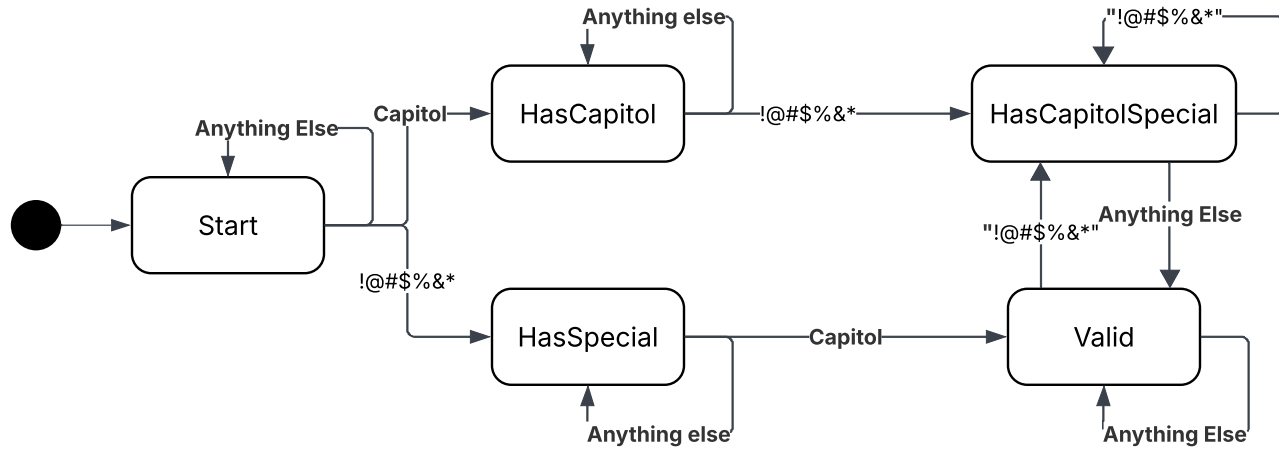 Anything else
"!@#$%&*"
HasCapitol
HasCapitolSpecial
Capitol
!@#$%&*
Anything Else
Start
Anything Else
"!@#$%&*"
!@#$%&*
HasSpecial
Capitol
Valid
Anything else
Anything Else